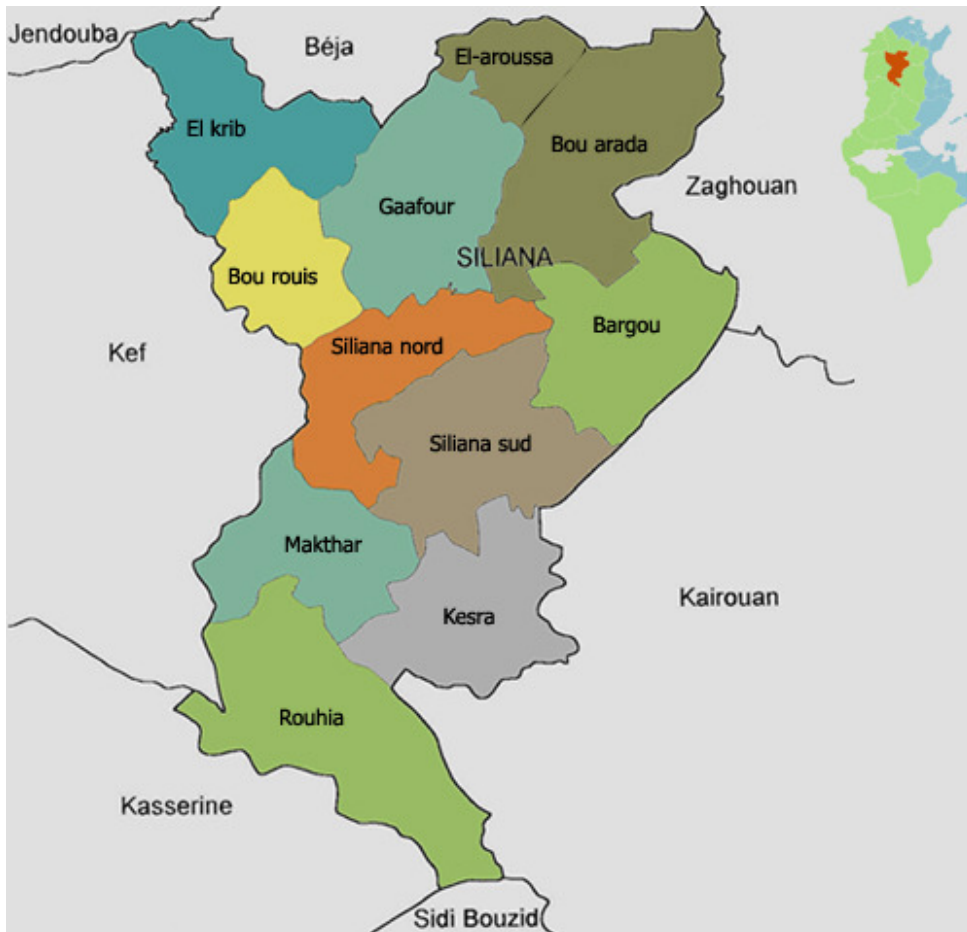 Jendouba
Béja
El-aroussa
El krib
Bou arada
Zaghouan
Gaafour
SILIANA
Bou rouis
Bargou
Kef
Siliana nord
Siliana sud
Makthar
Kairouan
Kesra
Rouhia
Kasserine
Sidi Bouzid